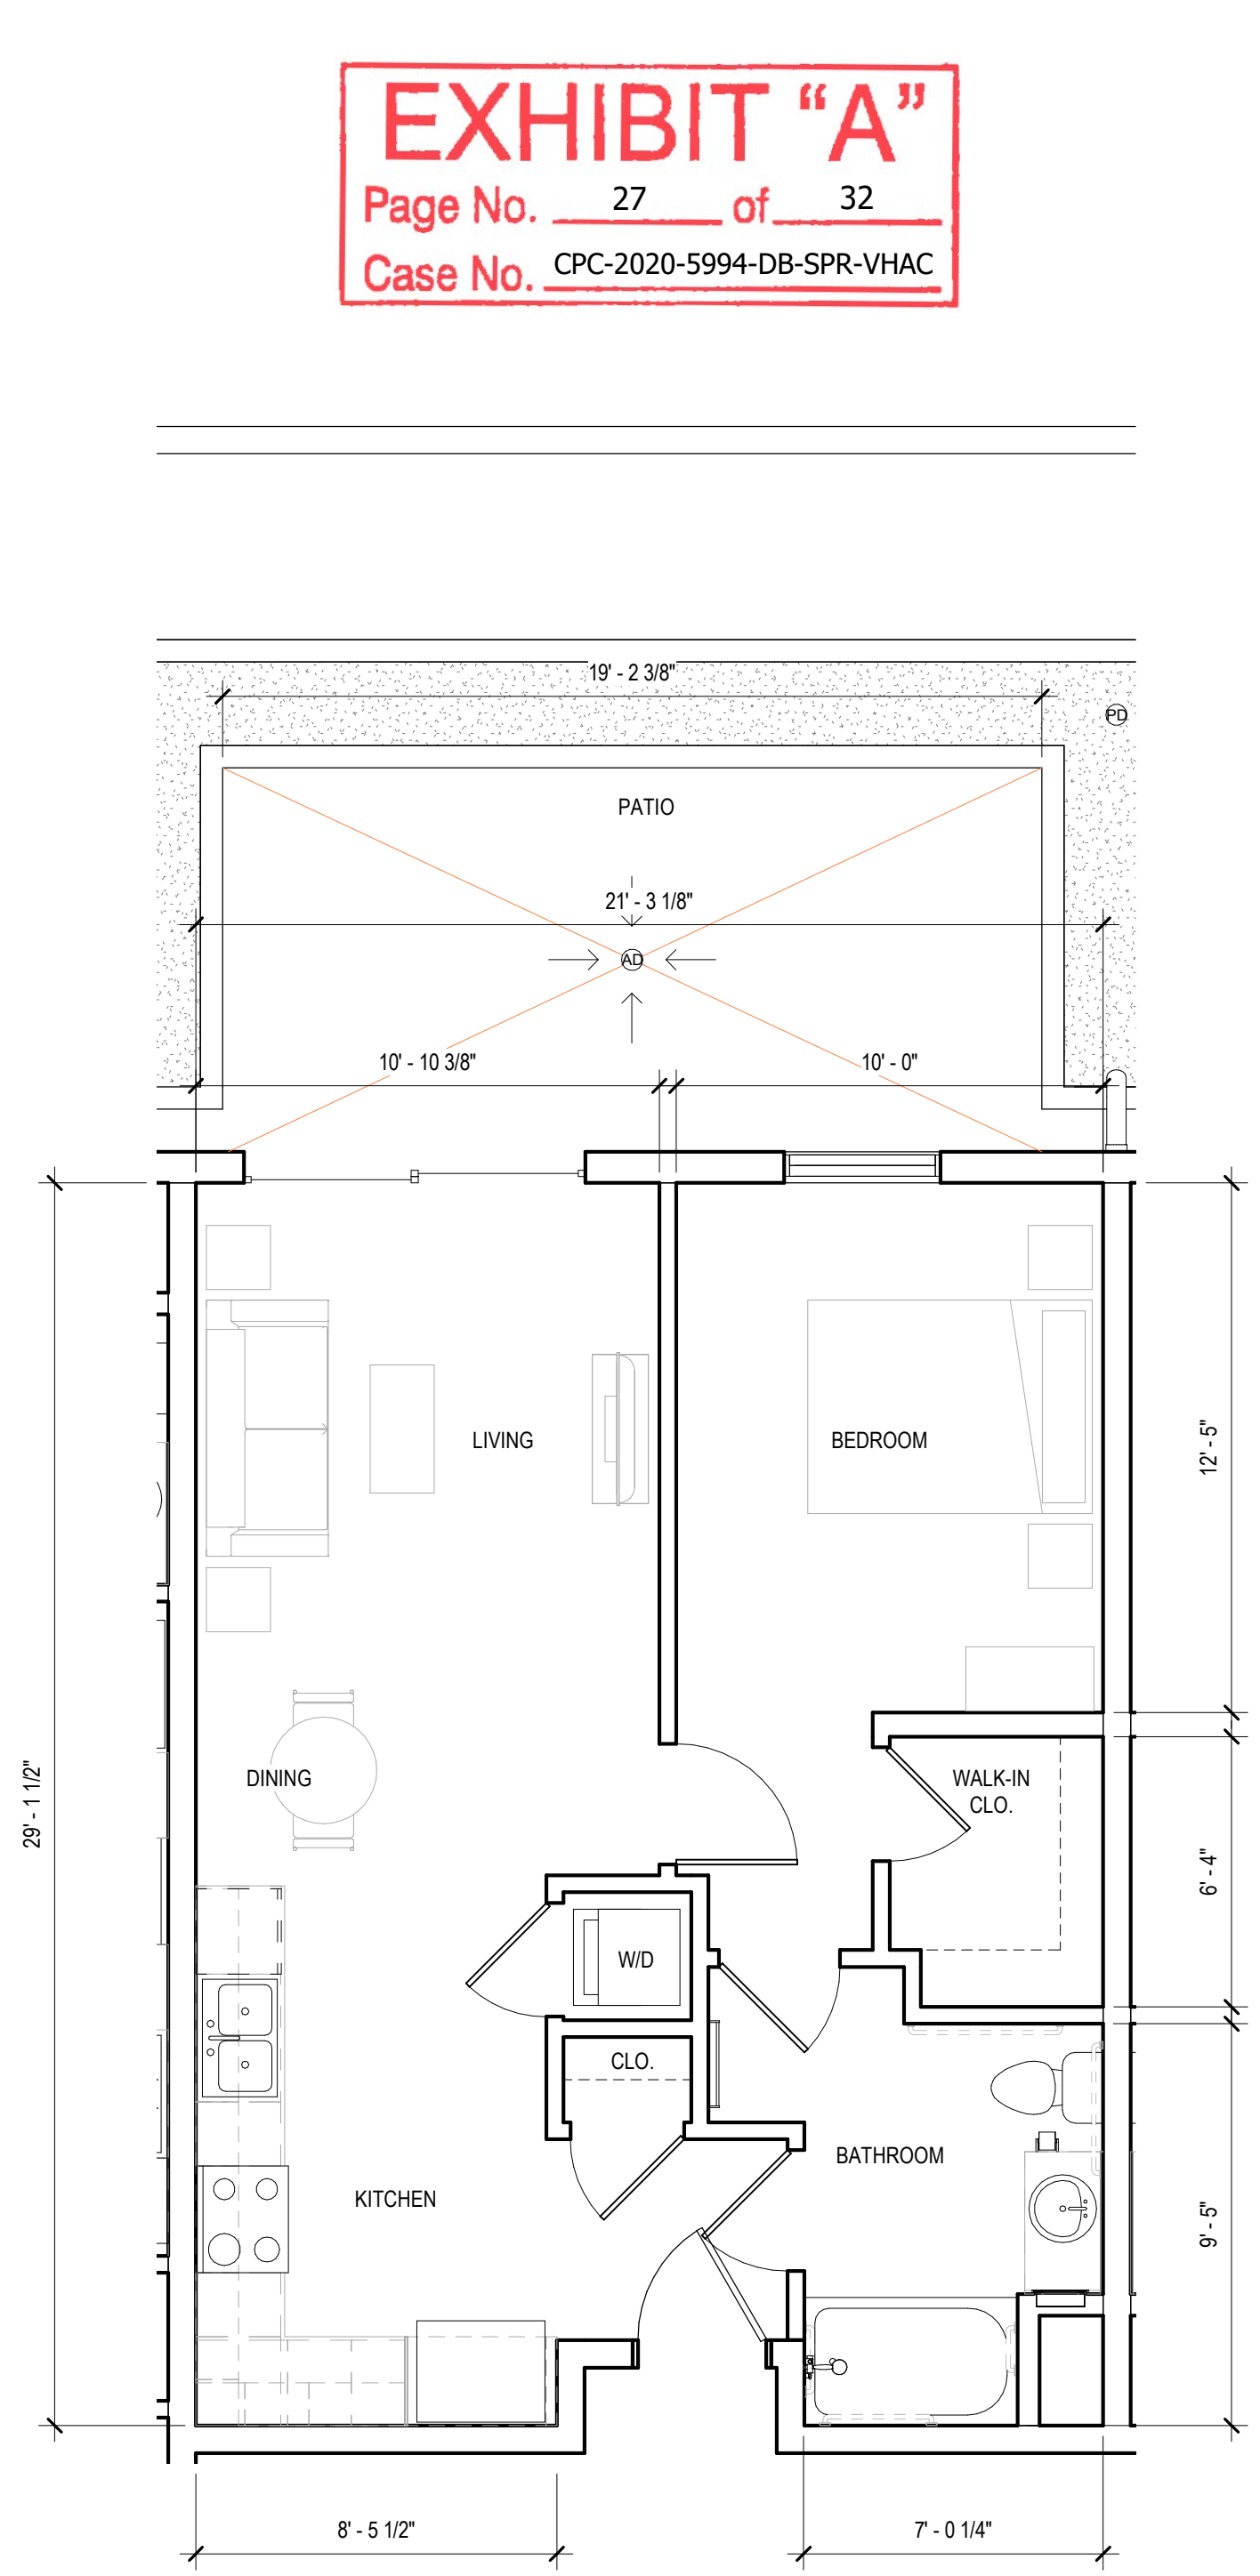 EXHIBIT “A”
Page No. 27 of 32
Case No. CPC-2020-5994-DB-SPR-VHAC
19' - 2 3/8"
PD
PATIO
21' - 3 1/8"
AD
10' - 10 3/8"
10' - 0"
LIVING
BEDROOM
12' - 5"
DINING
WALK-IN
CLO.
29' - 1 1/2"
6' - 4"
W/D
CLO.
BATHROOM
KITCHEN
9' - 5"
8' - 5 1/2"
7' - 0 1/4"